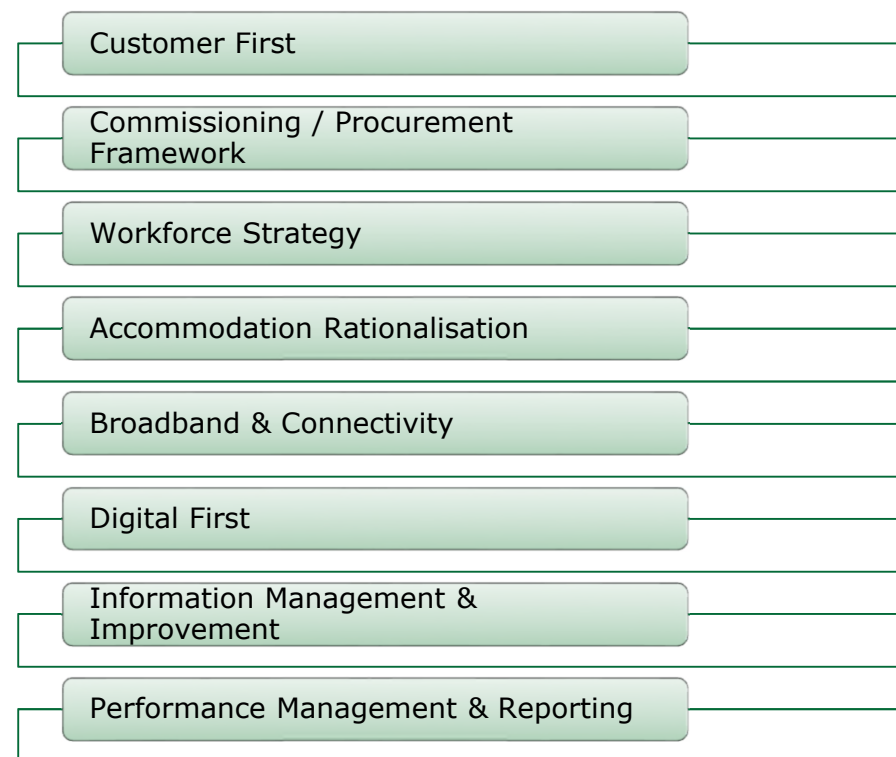 Customer First
Commissioning / Procurement
Framework
Workforce Strategy
Accommodation Rationalisation
Broadband & Connectivity
Digital First
Information Management &
Improvement
Performance Management & Reporting